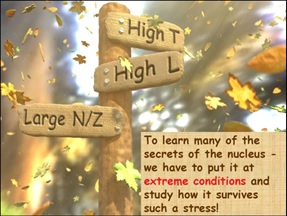 High T
High L
Large N/Z
To learn many of the
secrets of the nucleus -
we have to put it at
extreme conditions and
study how it survives
such a stress!